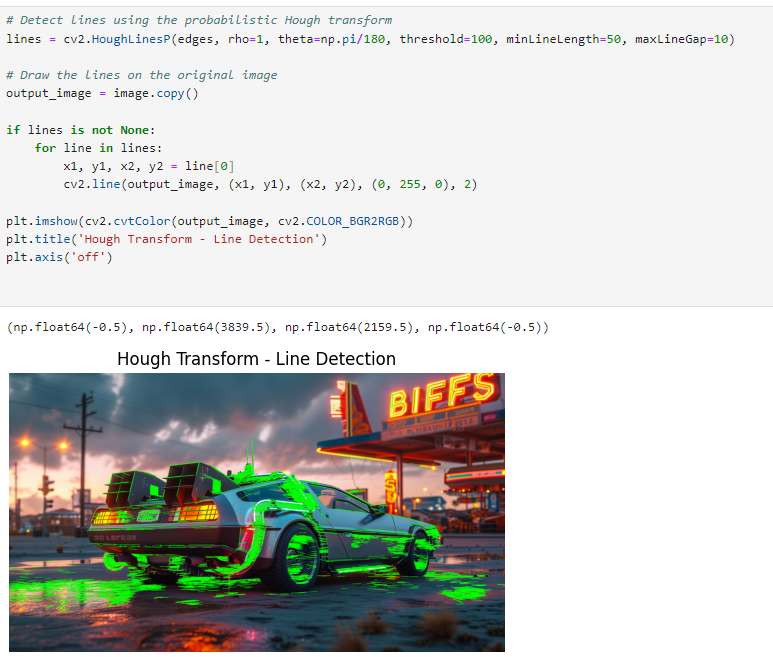 # Detect lines using the probabilistic Hough transform
lines = cv2.HoughLinesP(edges, rho=1, theta=np.pi/180, threshold=100, minLineLength=50, maxLineGap=10)
# Draw the lines on the original image
output_image = image.copy()
if lines is not None:
for line in lines:
x1, y1, x2, y2 = line[0]
cv2.line(output_image, (x1, y1), (x2, y2), (0, 255, 0), 2)
plt.imshow(cv2.cvtColor(output_image, cv2.COLOR_BGR2RGB))
plt.title('Hough Transform - Line Detection')
plt.axis('off')
(np.float64(-0.5), np.float64(3839.5), np.float64(2159.5), np.float64(-0.5))
Hough Transform - Line Detection
BIFFS